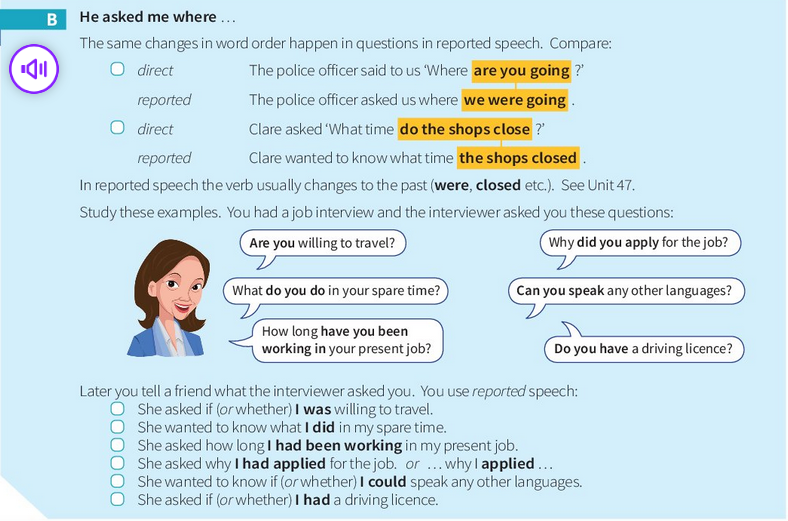 B He asked me where …
The same changes in word order happen in questions in reported speech. Compare:
direct The police officer said to us ‘Where are you going ?’
reported The police officer asked us where we were going .
direct Clare asked ‘What time do the shops close ?’
reported Clare wanted to know what time the shops closed .
In reported speech the verb usually changes to the past (were, closed etc.). See Unit 47.
Study these examples. You had a job interview and the interviewer asked you these questions:
Are you willing to travel?
Why did you apply for the job?
What do you do in your spare time?
Can you speak any other languages?
How long have you been
working in your present job?
Do you have a driving licence?
Later you tell a friend what the interviewer asked you. You use reported speech:
She asked if (or whether) I was willing to travel.
She wanted to know what I did in my spare time.
She asked how long I had been working in my present job.
She asked why I had applied for the job. or … why I applied …
She wanted to know if (or whether) I could speak any other languages.
She asked if (or whether) I had a driving licence.